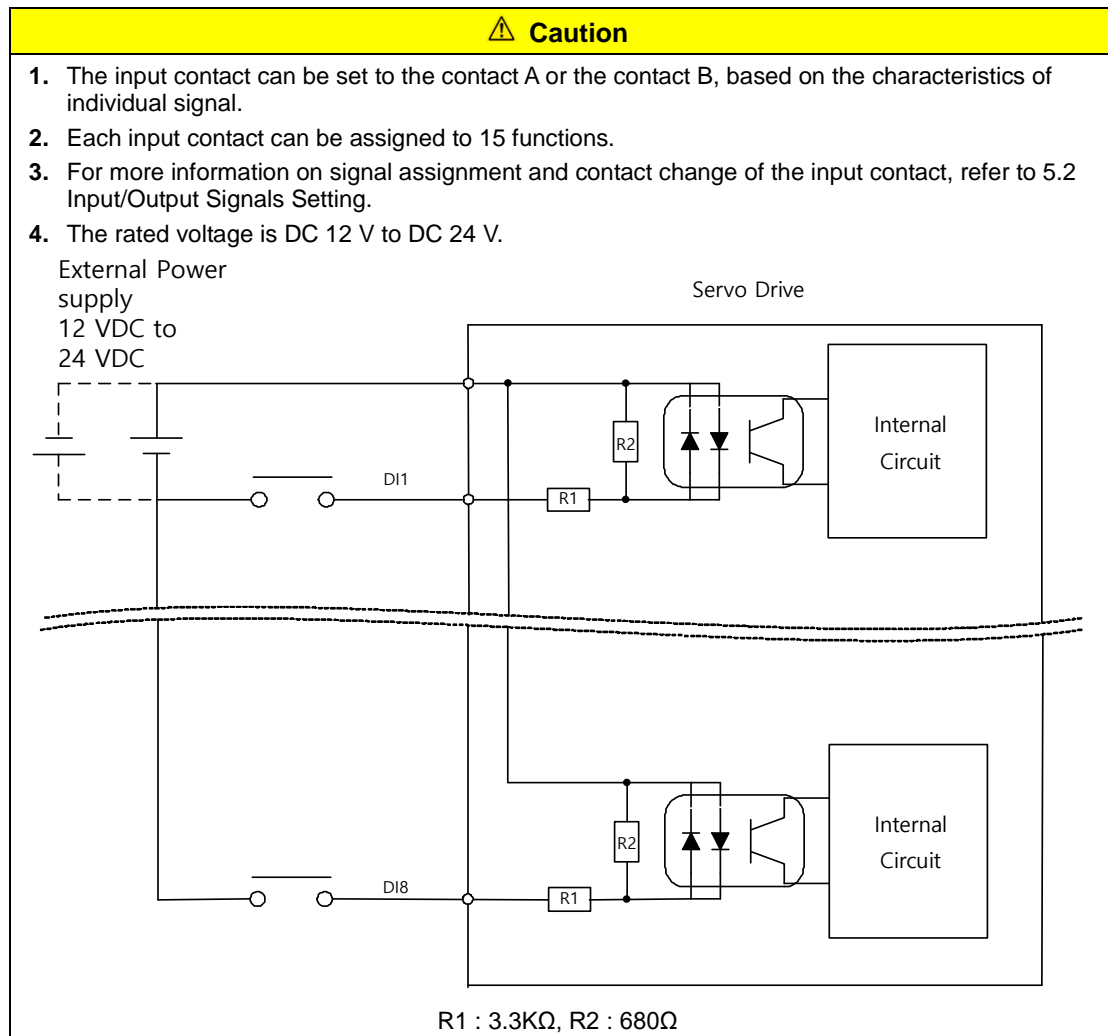 ⚠ Caution
1. The input contact can be set to the contact A or the contact B, based on the characteristics of
individual signal.
2. Each input contact can be assigned to 15 functions.
3. For more information on signal assignment and contact change of the input contact, refer to 5.2
Input/Output Signals Setting.
4. The rated voltage is DC 12 V to DC 24 V.
External Power
supply
12 VDC to
24 VDC
Servo Drive
DI1
R1
R2
Internal
Circuit
DI8
R1
R2
Internal
Circuit
R1 : 3.3KΩ, R2 : 680Ω